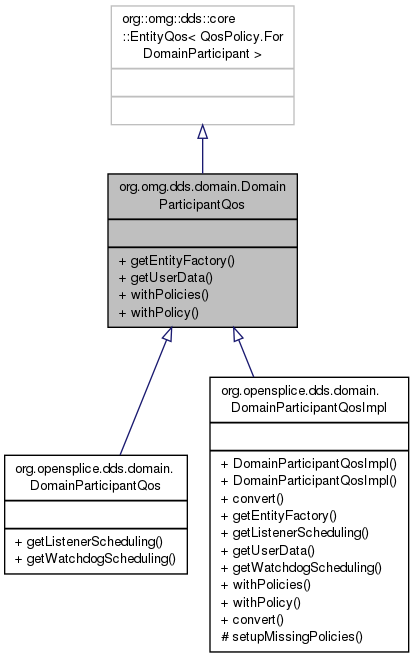 org::omg::dds::core
::EntityQos< QosPolicy.For
DomainParticipant >
org.omg.dds.domain.Domain
ParticipantQos
+ getEntityFactory()
+ getUserData()
+ withPolicies()
+ withPolicy()
org.opensplice.dds.domain.
DomainParticipantQos
+ getListenerScheduling()
+ getWatchdogScheduling()
org.opensplice.dds.domain.
DomainParticipantQosImpl
+ DomainParticipantQosImpl()
+ DomainParticipantQosImpl()
+ convert()
+ getEntityFactory()
+ getListenerScheduling()
+ getUserData()
+ getWatchdogScheduling()
+ withPolicies()
+ withPolicy()
+ convert()
# setupMissingPolicies()